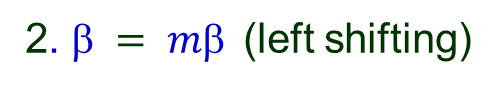 2. β = mβ (left shifting)